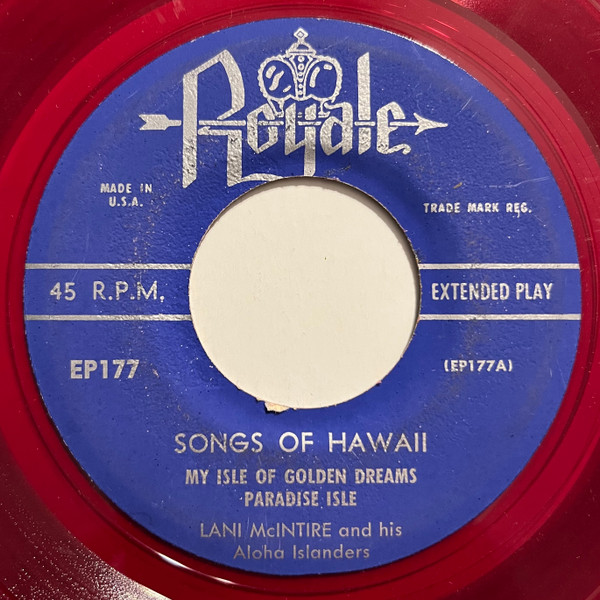 Royale
MADE IN
U.S.A.
TRADE MARK REG.
45 R.P.M.
EXTENDED PLAY
EP177
(EP177A)
SONGS OF HAWAII
MY ISLE OF GOLDEN DREAMS
PARADISE ISLE
LANI McINTIRE and his
Aloha Islanders